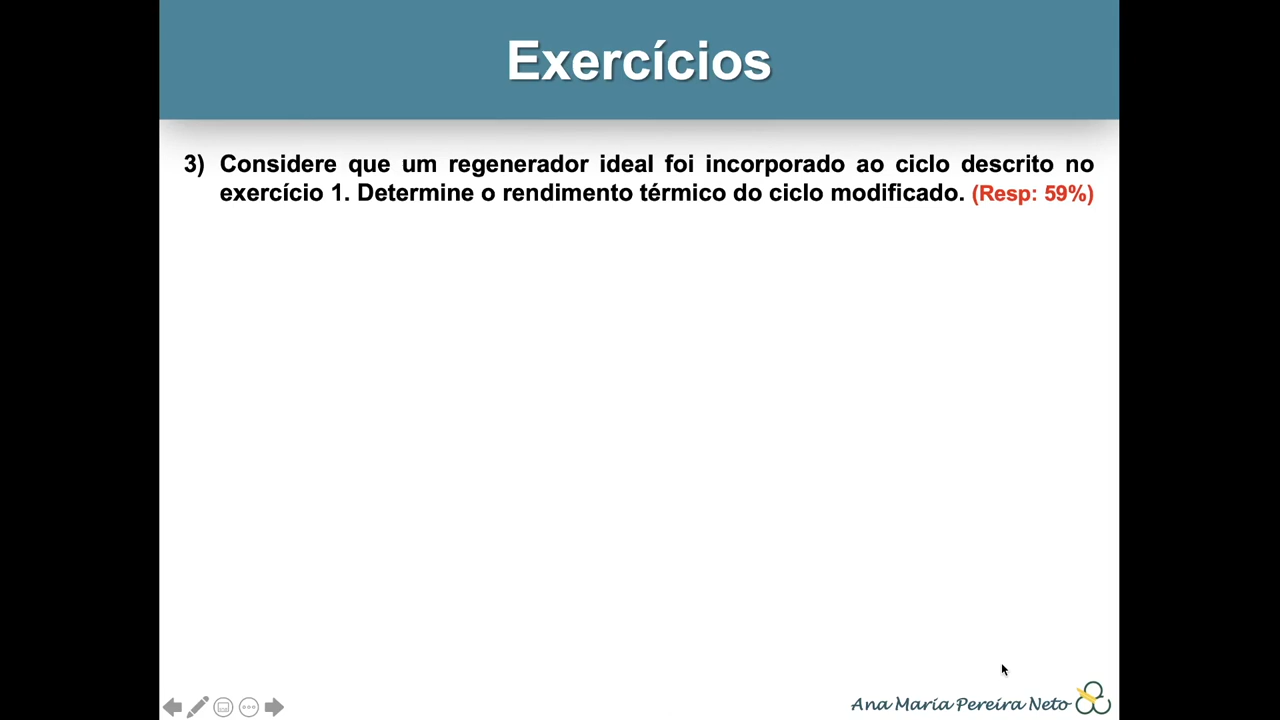 Exercícios
3) Considere que um regenerador ideal foi incorporado ao ciclo descrito no
exercício 1. Determine o rendimento térmico do ciclo modificado. (Resp: 59%)
Ana Maria Pereira Neto